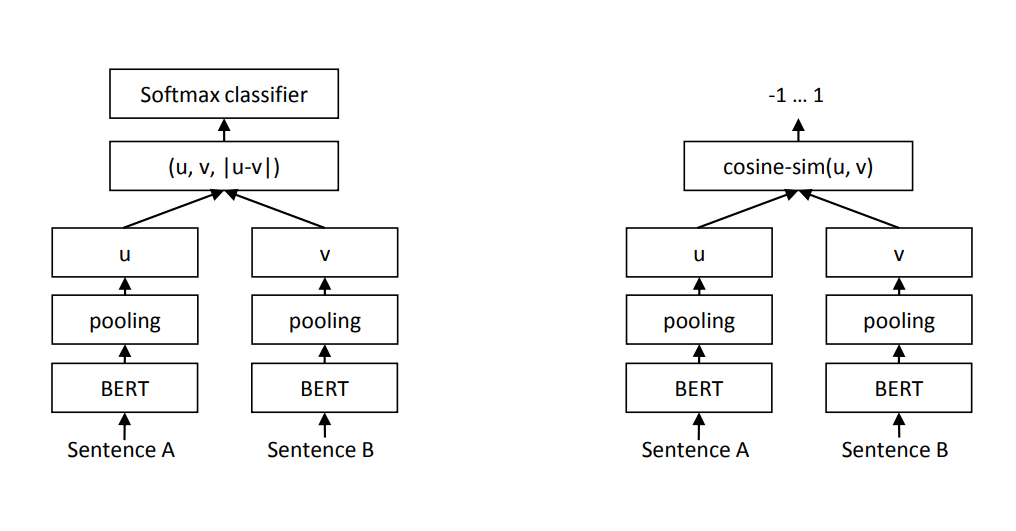 Softmax classifier
(u, v, |u-v|)
u
v
pooling
pooling
BERT
BERT
Sentence A
Sentence B
-1 … 1
cosine-sim(u, v)
u
v
pooling
pooling
BERT
BERT
Sentence A
Sentence B